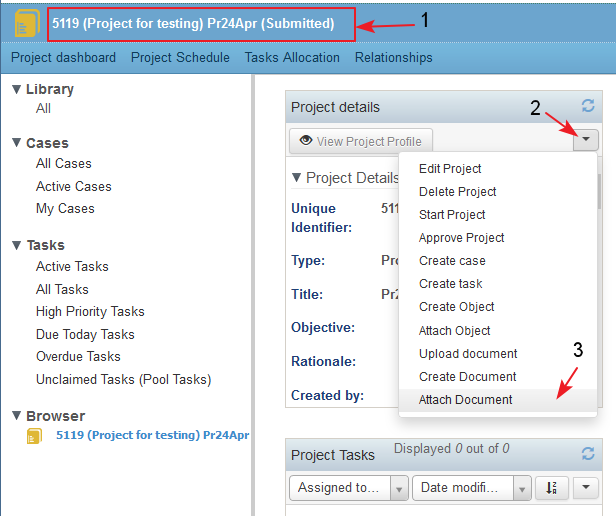 5119 (Project for testing) Pr24Apr (Submitted)
1
Project dashboard Project Schedule Tasks Allocation Relationships
Library
All
Cases
All Cases
Active Cases
My Cases
Tasks
Active Tasks
All Tasks
High Priority Tasks
Due Today Tasks
Overdue Tasks
Unclaimed Tasks (Pool Tasks)
Browser
5119 (Project for testing) Pr24Apr
Project details
2
View Project Profile
Project Details
Unique Identifier: 511
Type: Pro
Title: Pr2
Objective:
Rationale:
Created by:
Edit Project
Delete Project
Start Project
Approve Project
Create case
Create task
Create Object
Attach Object
Upload document
Create Document
Attach Document
3
Project Tasks Displayed 0 out of 0
Assigned to... Date modifi...